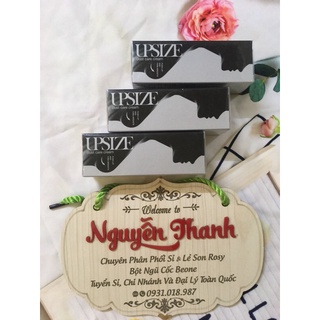 UPSIZE
UPSIZE
UPSIZE
Welcome to
Nguyễn Thanh
Chuyên Phân Phối Sỉ & Lẻ Son Rosy
Bột Ngũ Cốc Beone
Tuyển Sỉ, Chi Nhánh Và Đại Lý Toàn Quốc
0931.018.987